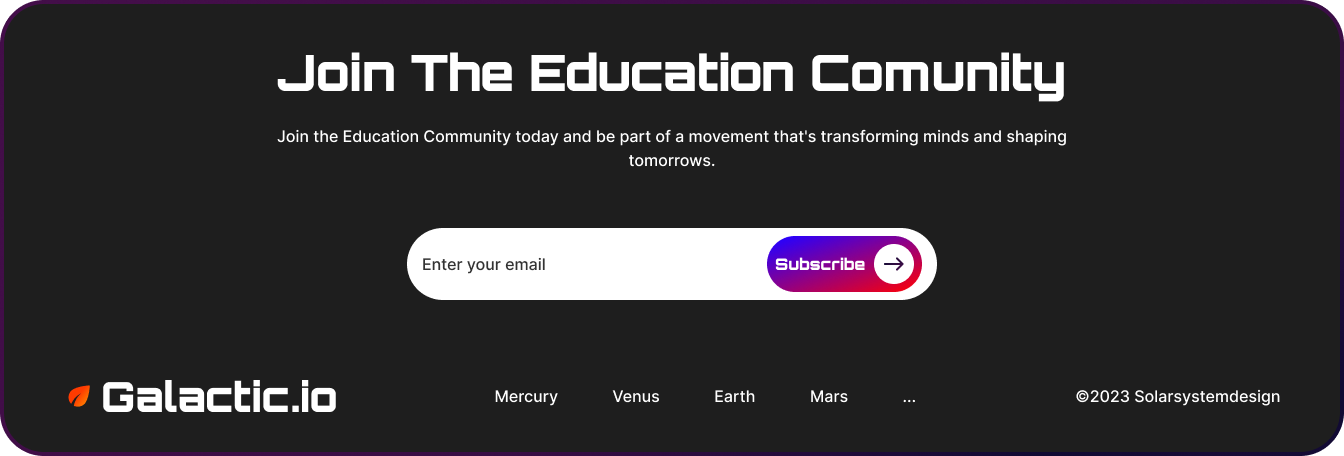 Join The Education Comunity
Join the Education Community today and be part of a movement that's transforming minds and shaping
tomorrows.
Enter your email
Subscribe
Galactic.io
Mercury
Venus
Earth
Mars
...
©2023 Solarsystemdesign